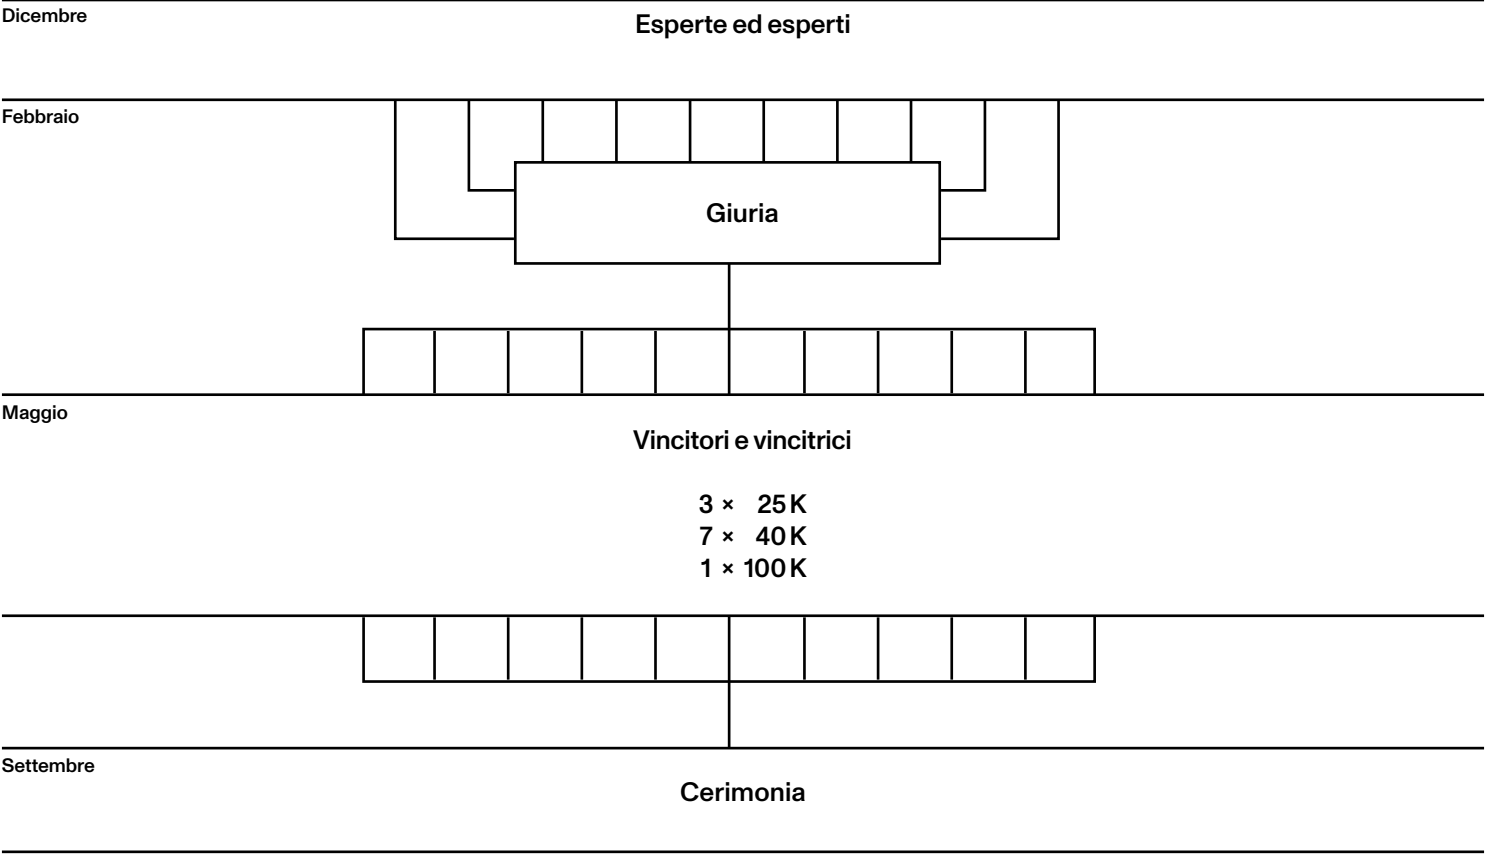 Dicembre
Esperte ed esperti
Febbraio
Giuria
Maggio
Vincitori e vincitrici
3 × 25 K
7 × 40 K
1 × 100 K
Settembre
Cerimonia